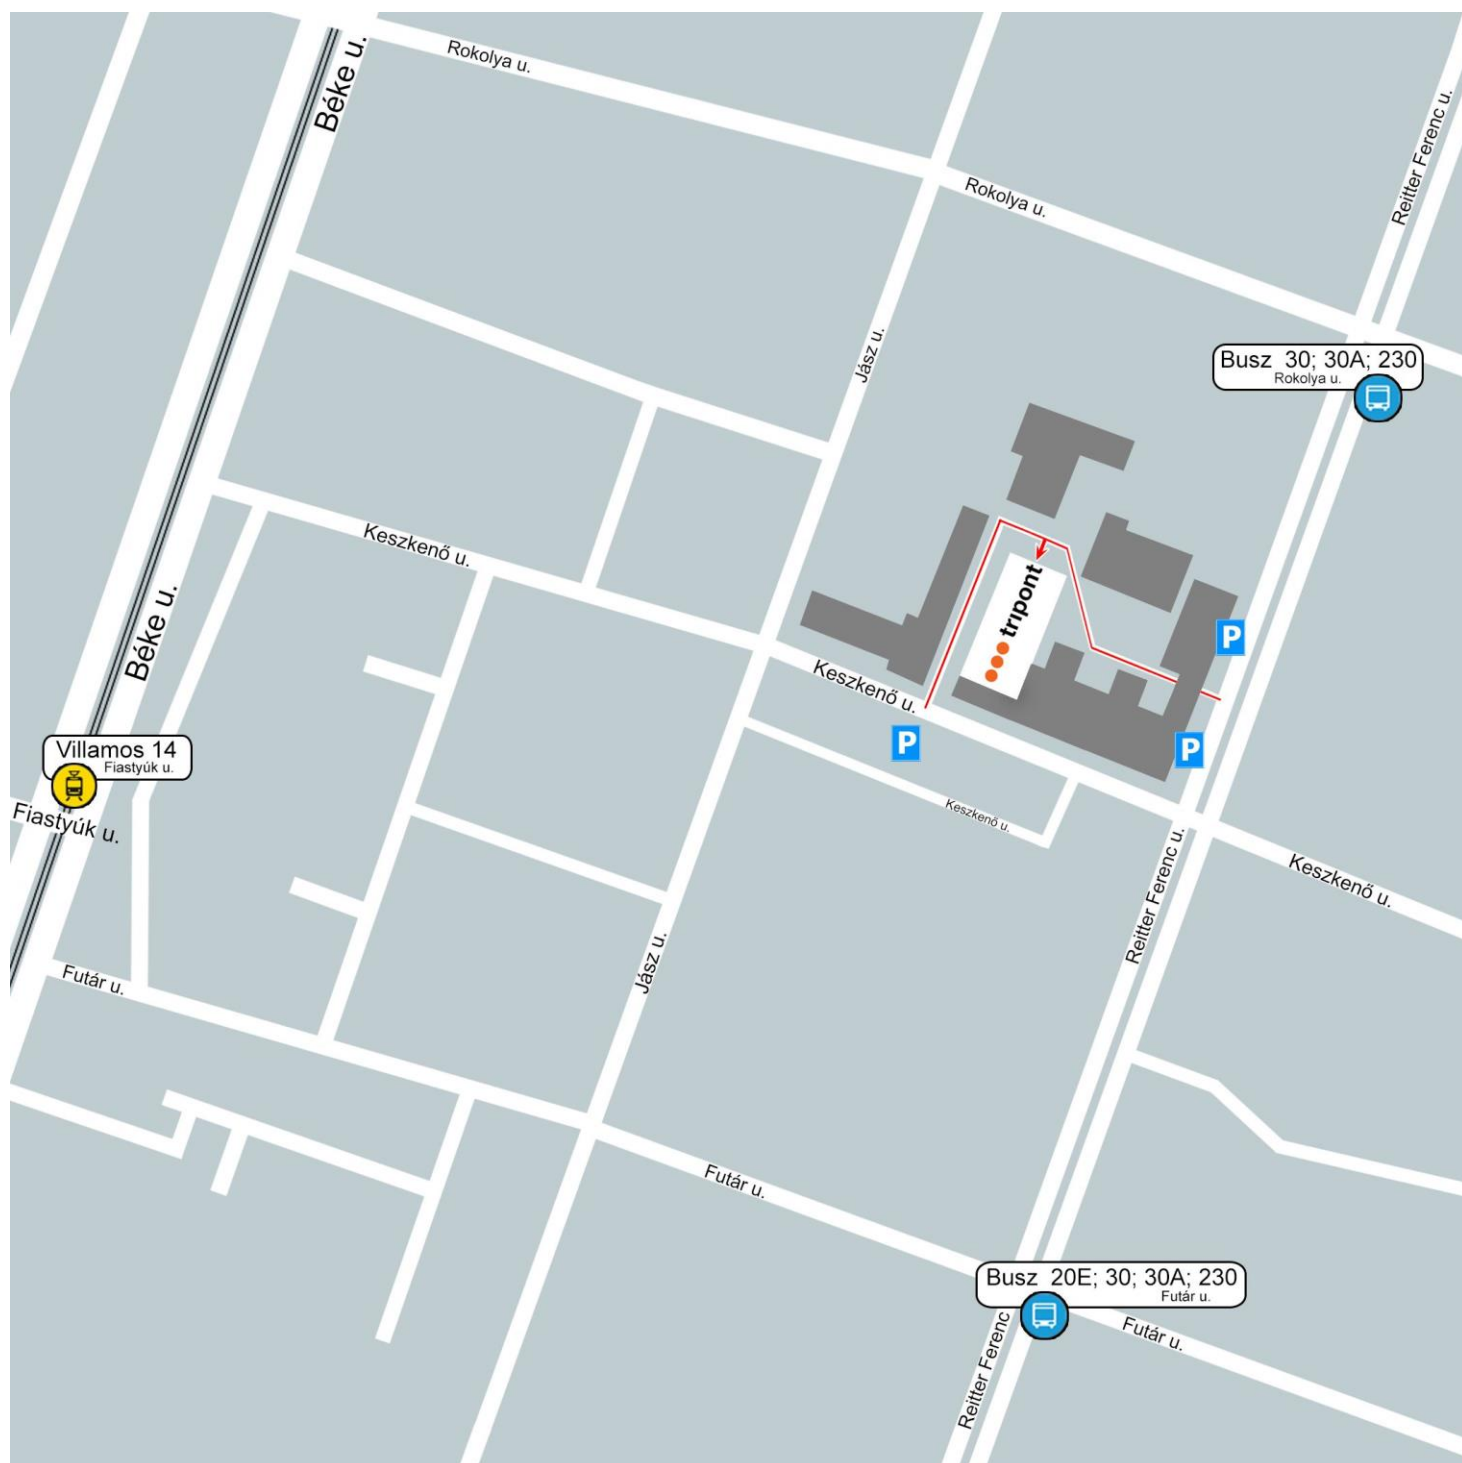 Béke u.
Rokolya u.
Rokolya u.
Reitter Ferenc u.
Jász u.
Busz 30; 30A; 230
Rokolya u.
Keszkenő u.
tripont
P
Béke u.
Keszkenő u.
P
P
Villamos 14
Fiastyúk u.
Fiastyúk u.
Keszkenő u.
Reitter Ferenc u.
Keszkenő u.
Jász u.
Futár u.
Futár u.
Busz 20E; 30; 30A; 230
Futár u.
Reitter Ferenc
Futár u.